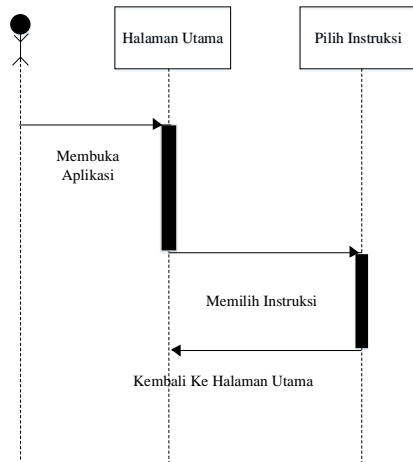 Halaman Utama
Pilih Instruksi
Membuka
Aplikasi
Memilih Instruksi
Kembali Ke Halaman Utama